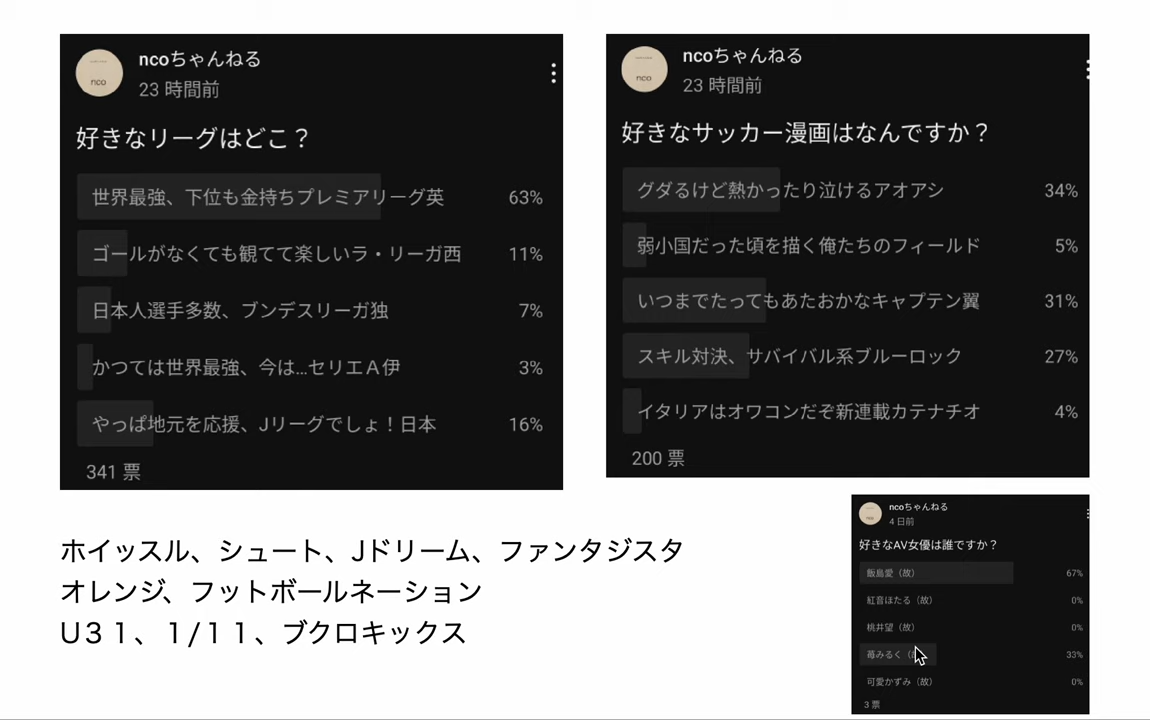 ncoちゃんねる
23 時間前
好きなリーグはどこ？
世界最強、下位も金持ちプレミアリーグ英 63%
ゴールがなくても観てて楽しいラ・リーガ西 11%
日本人選手多数、ブンデスリーガ独 7%
かつては世界最強、今は...セリエA伊 3%
やっぱ地元を応援、Jリーグでしょ！日本 16%
341 票
nco
ncoちゃんねる
23 時間前
好きなサッカー漫画はなんですか？
グダるけど熱かったり泣けるアオアシ 34%
弱小国だった頃を描く俺たちのフィールド 5%
いつまでたってもあたおかなキャプテン翼 31%
スキル対決、サバイバル系ブルーロック 27%
イタリアはオワコンだぞ新連載カテナチオ 4%
200 票
nco
ホイッスル、シュート、Jドリーム、ファンタジスタ
オレンジ、フットボールネーション
U３１、１/１１、ブクロキックス
ncoちゃんねる
4 日前
好きなAV女優は誰ですか？
飯島愛（故） 67%
紅音ほたる（故） 0%
桃井望（故） 0%
苺みるく 33%
可愛かずみ（故） 0%
3 票